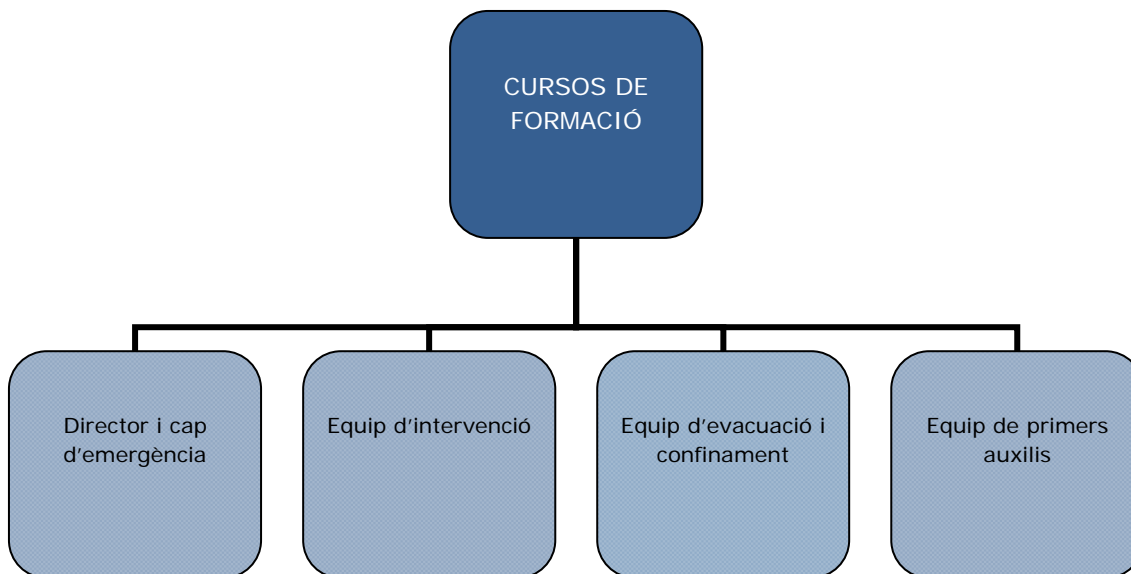 CURSOS DE
FORMACIÓ
Director i cap
d'emergència
Equip d'intervenció
Equip d'evacuació i
confinament
Equip de primers
auxilis